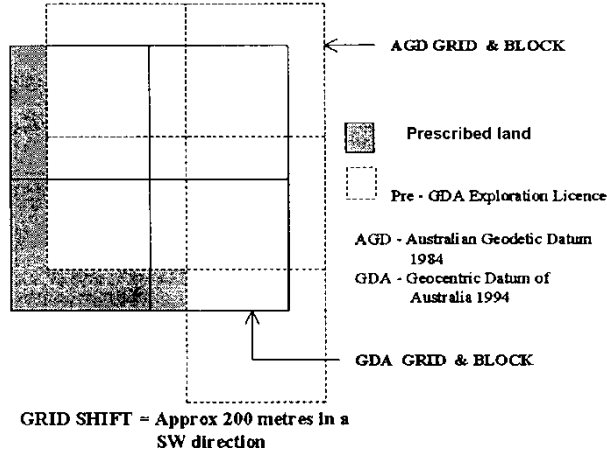 AGD GRID & BLOCK
Prescribed land
Pre - GDA Exploration Licence
AGD - Australian Geodetic Datum
1984
GDA - Geocentric Datum of
Australia 1994
GDA GRID & BLOCK
GRID SHIFT = Approx 200 metres in a
SW direction